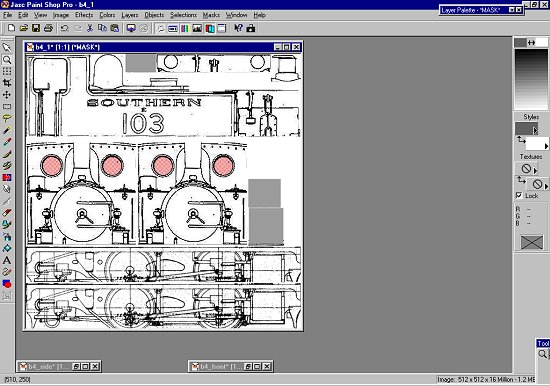 Jasc Paint Shop Pro - b4_1
Layer Palette - *MASK*
File Edit View Image Effects Colors Layers Objects Selections Masks Window Help
b4_1* [1:1] (*MASK*)
SOUTHERN
E
103
Styles
Textures
Lock
R --
G --
B --
b4_side* [1...
b4_front* [1...
Tool
(510, 250)
Image: 512 x 512 x 16 Million - 1.2 MB